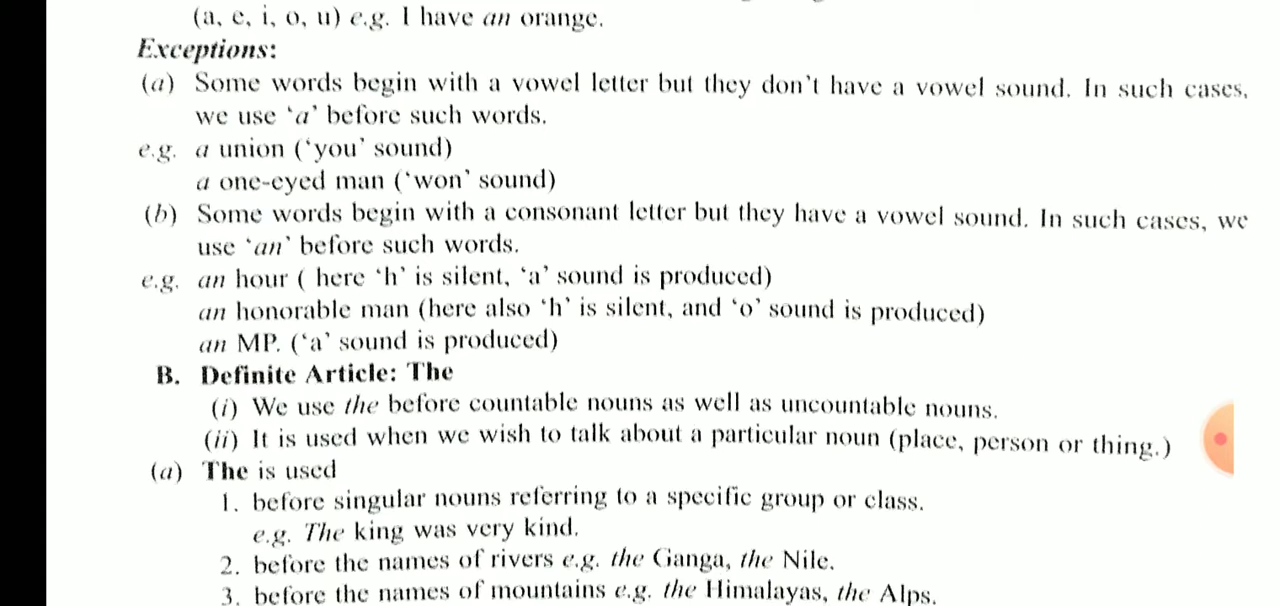 (a, e, i, o, u) e.g. I have an orange.
Exceptions:
(a) Some words begin with a vowel letter but they don't have a vowel sound. In such cases,
we use 'a' before such words.
e.g. a union ('you' sound)
a one-eyed man ('won' sound)
(b) Some words begin with a consonant letter but they have a vowel sound. In such cases, we
use 'an' before such words.
e.g. an hour ( here 'h' is silent, 'a' sound is produced)
an honorable man (here also 'h' is silent, and 'o' sound is produced)
an MP. ('a' sound is produced)
B. Definite Article: The
(i) We use the before countable nouns as well as uncountable nouns.
(ii) It is used when we wish to talk about a particular noun (place, person or thing.)
(a) The is used
1. before singular nouns referring to a specific group or class.
e.g. The king was very kind.
2. before the names of rivers e.g. the Ganga, the Nile.
3. before the names of mountains e.g. the Himalayas, the Alps.